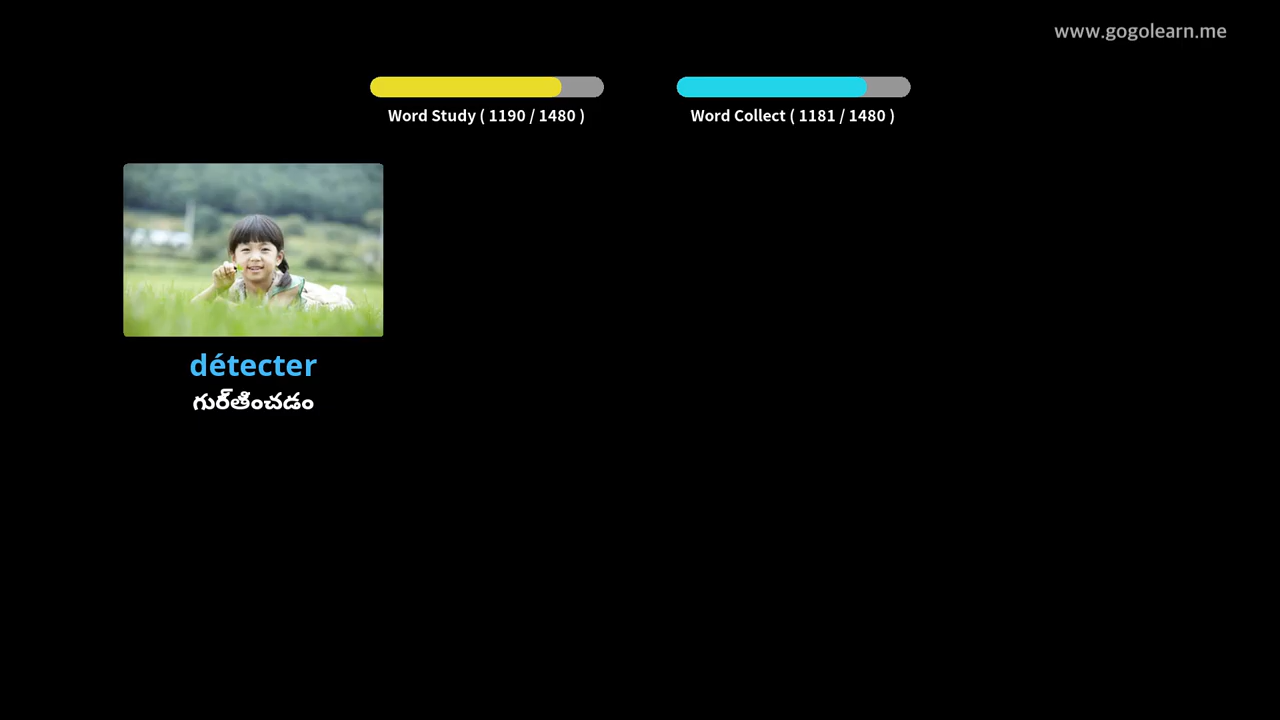 www.gogolearn.me
Word Study ( 1190 / 1480 )
Word Collect ( 1181 / 1480 )
détecter
గుర్తించడం